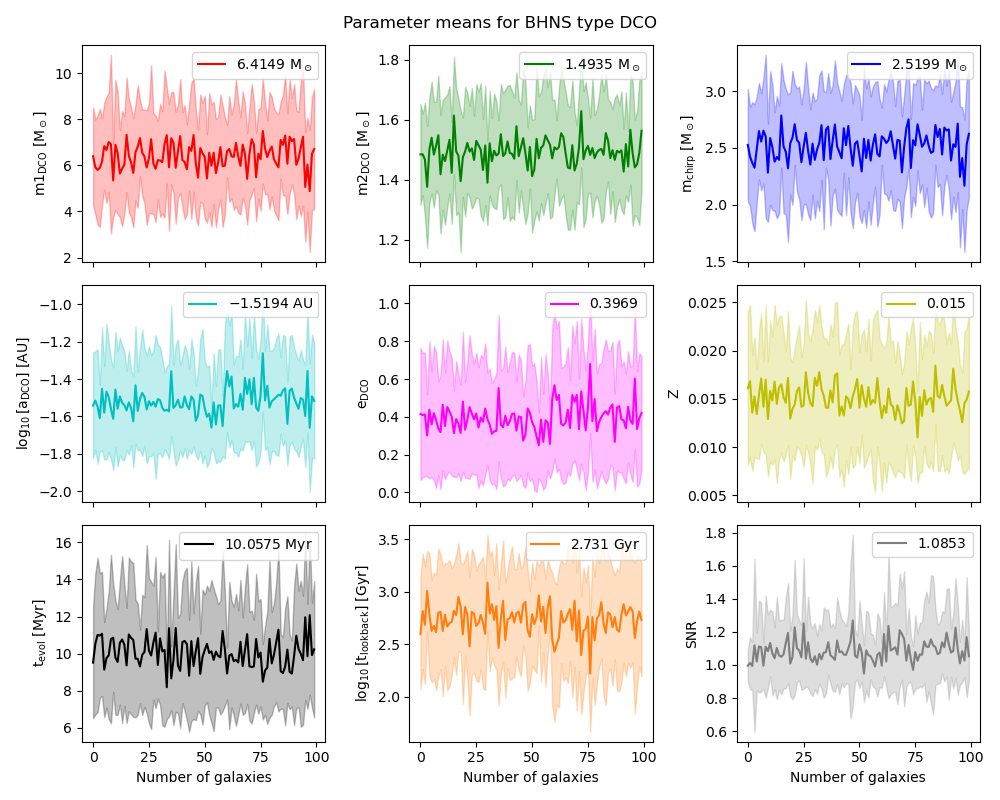 Parameter means for BHNS type DCO
6.4149 M⊙
m1DCO [M⊙]
10
8
6
4
2
1.4935 M⊙
m2DCO [M⊙]
1.8
1.6
1.4
1.2
2.5199 M⊙
mchirp [M⊙]
3.0
2.5
2.0
1.5
−1.5194 AU
log10 [aDCO] [AU]
−1.0
−1.2
−1.4
−1.6
−1.8
−2.0
0.3969
eDCO
1.0
0.8
0.6
0.4
0.2
0.0
0.015
Z
0.025
0.020
0.015
0.010
0.005
10.0575 Myr
tevol [Myr]
16
14
12
10
8
6
0 25 50 75 100
Number of galaxies
2.731 Gyr
log10 [tlookback] [Gyr]
3.5
3.0
2.5
2.0
0 25 50 75 100
Number of galaxies
1.0853
SNR
1.8
1.6
1.4
1.2
1.0
0.8
0.6
0 25 50 75 100
Number of galaxies